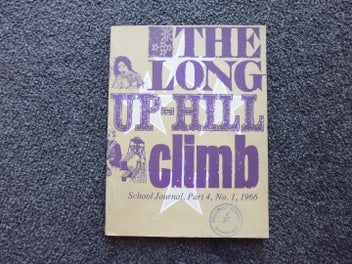 THE
LONG
UP-HILL
climb
School Journal, Part 4, No. 1, 1966